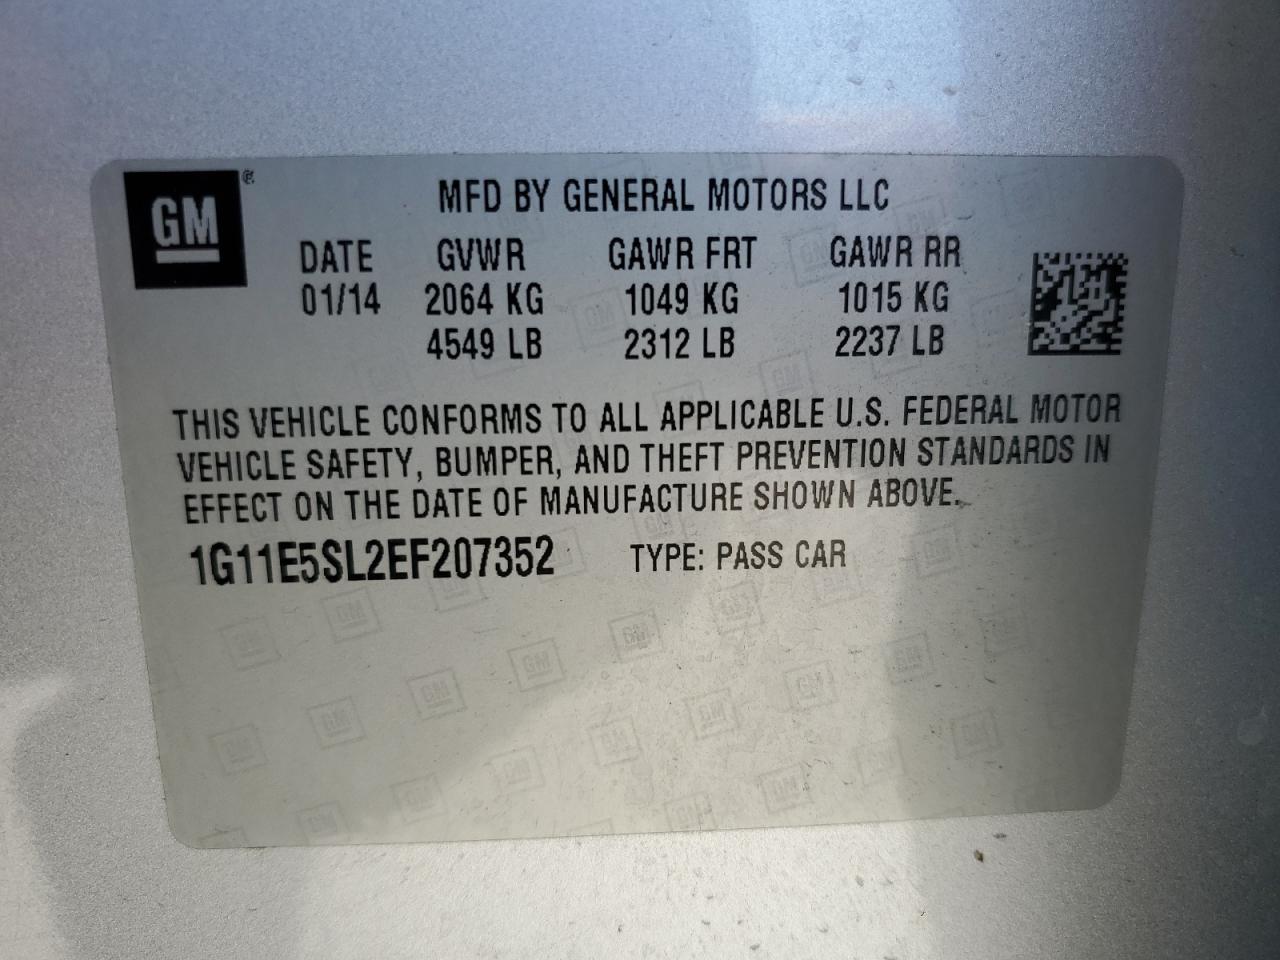 GM®
MFD BY GENERAL MOTORS LLC
DATE GVWR GAWR FRT GAWR RR
01/14 2064 KG 1049 KG 1015 KG
4549 LB 2312 LB 2237 LB
THIS VEHICLE CONFORMS TO ALL APPLICABLE U.S. FEDERAL MOTOR
VEHICLE SAFETY, BUMPER, AND THEFT PREVENTION STANDARDS IN
EFFECT ON THE DATE OF MANUFACTURE SHOWN ABOVE.
1G11E5SL2EF207352 TYPE: PASS CAR